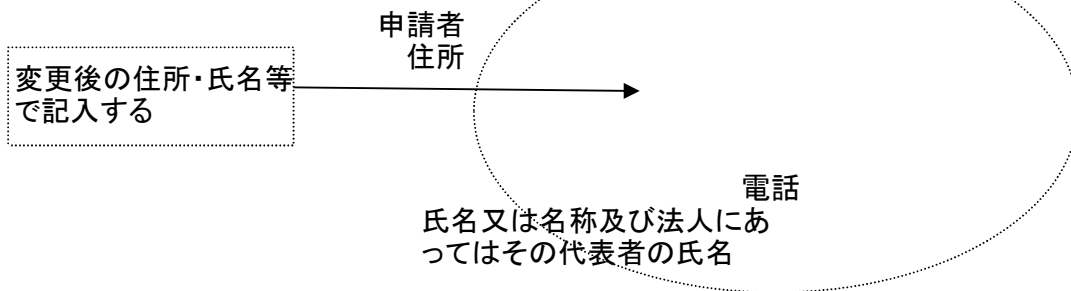 申請者
住所
変更後の住所・氏名等
で記入する
電話
氏名又は名称及び法人にあ
ってはその代表者の氏名